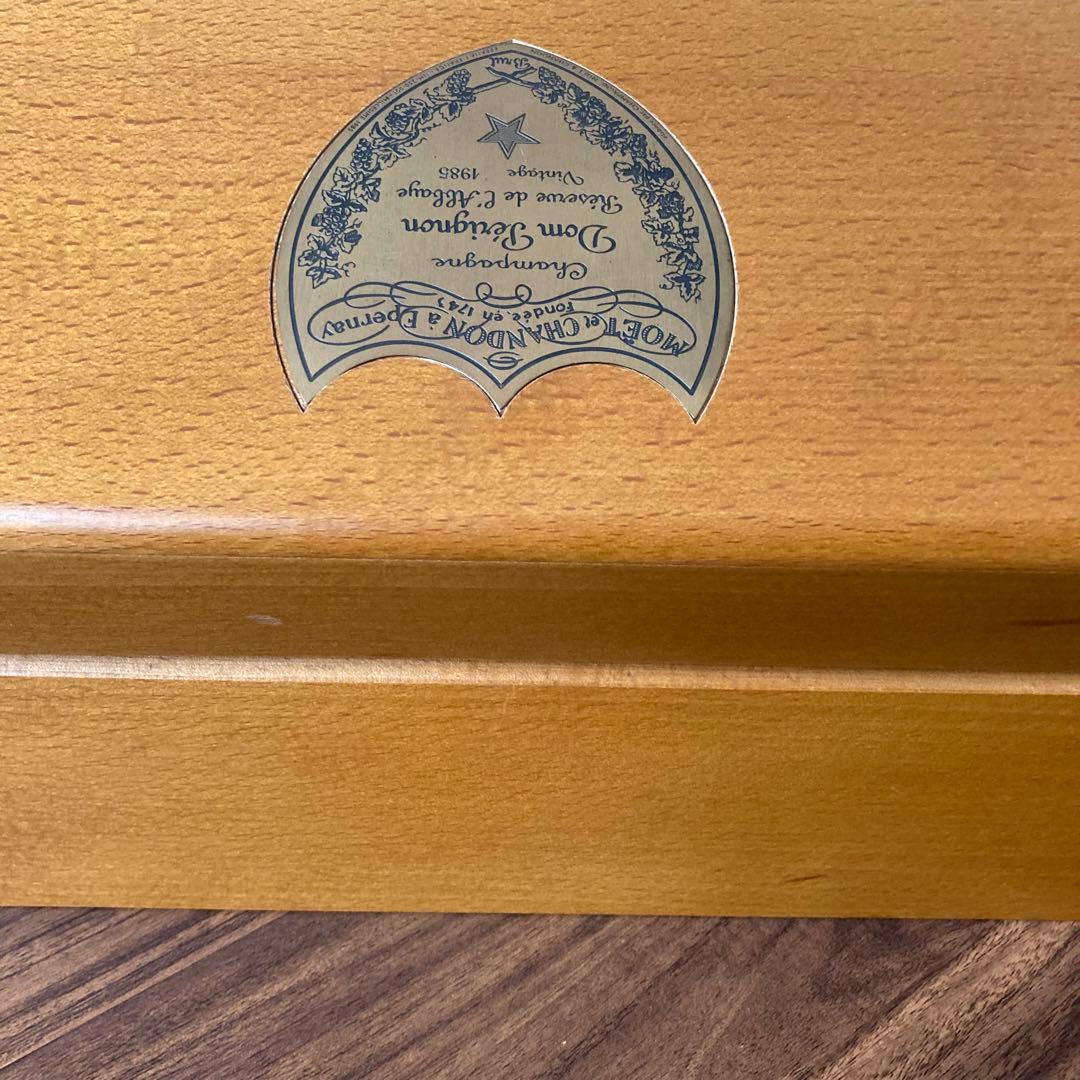 MOËT et CHANDON à Epernay
Fondée en 1743
Champagne
Dom Pérignon
Réserve de l'Abbaye
Vintage 1985
Brut